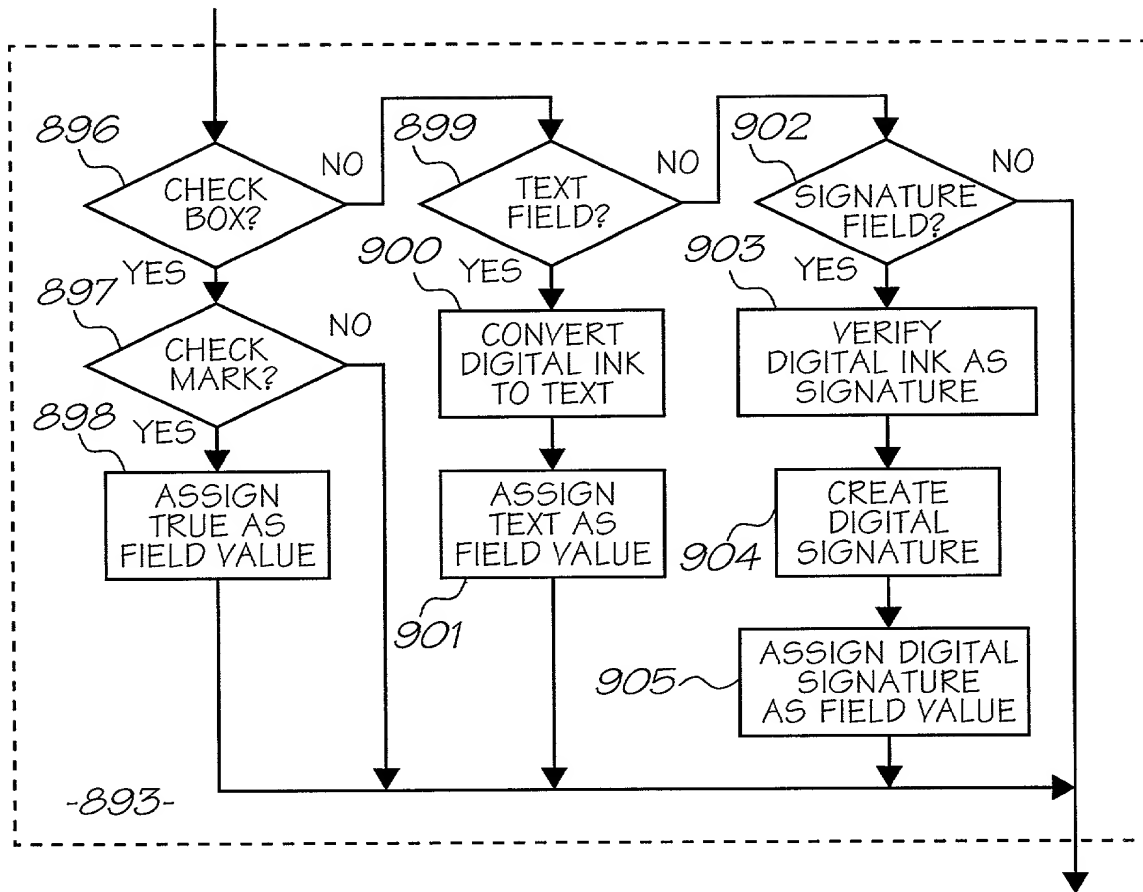 896
CHECK
BOX?
NO
YES
899
TEXT
FIELD?
NO
YES
902
SIGNATURE
FIELD?
NO
YES
897
CHECK
MARK?
NO
YES
898
ASSIGN
TRUE AS
FIELD VALUE
900
CONVERT
DIGITAL INK
TO TEXT
ASSIGN
TEXT AS
FIELD VALUE
901
903
VERIFY
DIGITAL INK AS
SIGNATURE
CREATE
DIGITAL
SIGNATURE
904
905
ASSIGN DIGITAL
SIGNATURE
AS FIELD VALUE
-893-